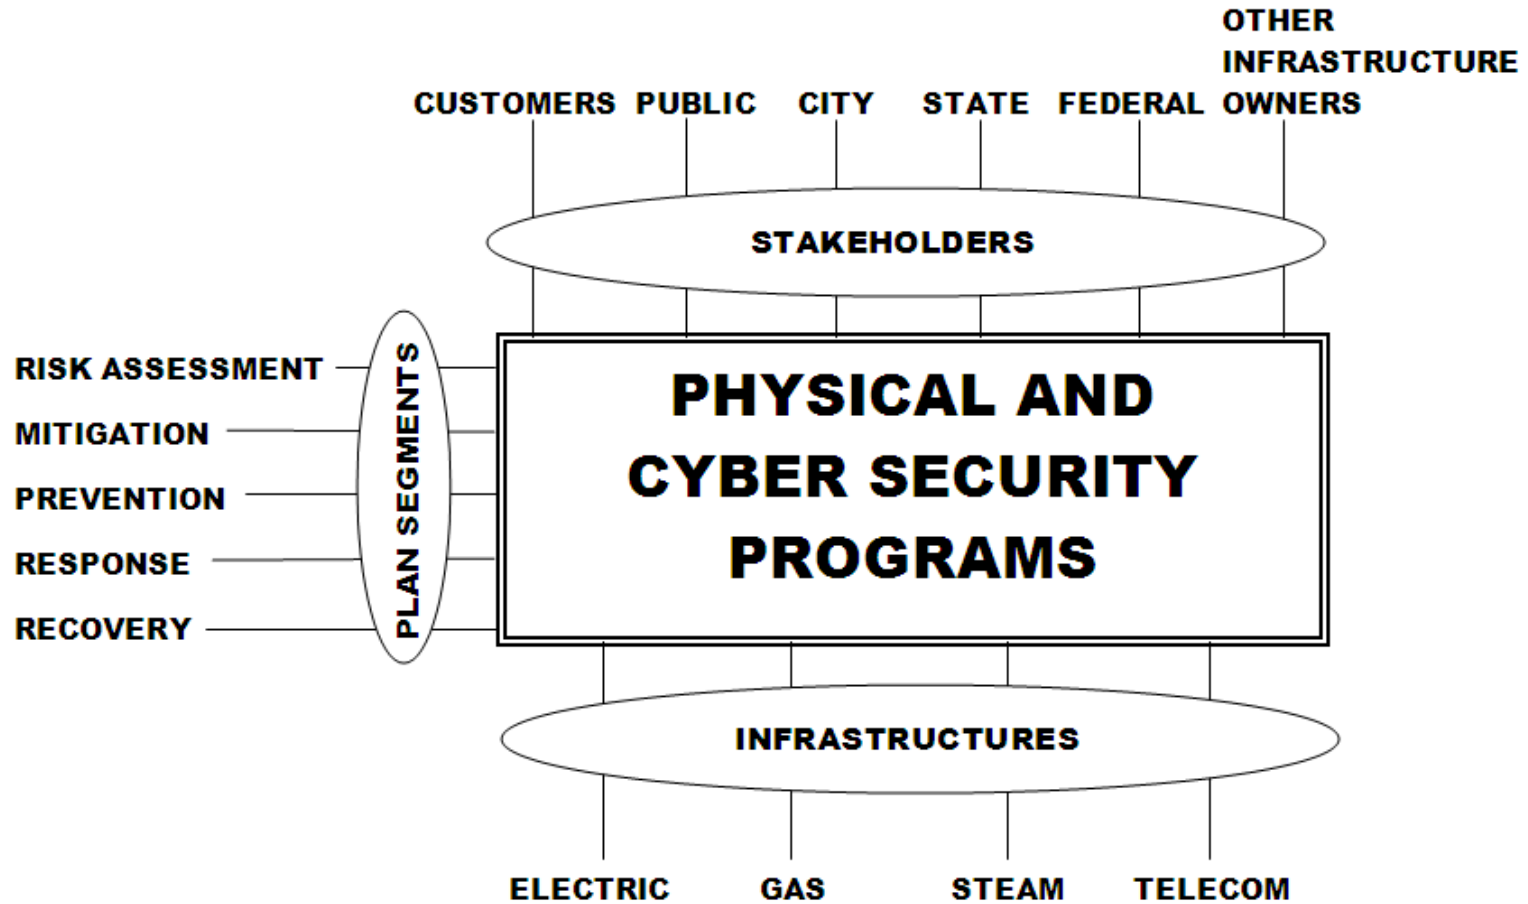 OTHER
INFRASTRUCTURE
CUSTOMERS PUBLIC CITY STATE FEDERAL OWNERS
STAKEHOLDERS
PLAN SEGMENTS
RISK ASSESSMENT
MITIGATION
PREVENTION
RESPONSE
RECOVERY
PHYSICAL AND
CYBER SECURITY
PROGRAMS
INFRASTRUCTURES
ELECTRIC GAS STEAM TELECOM